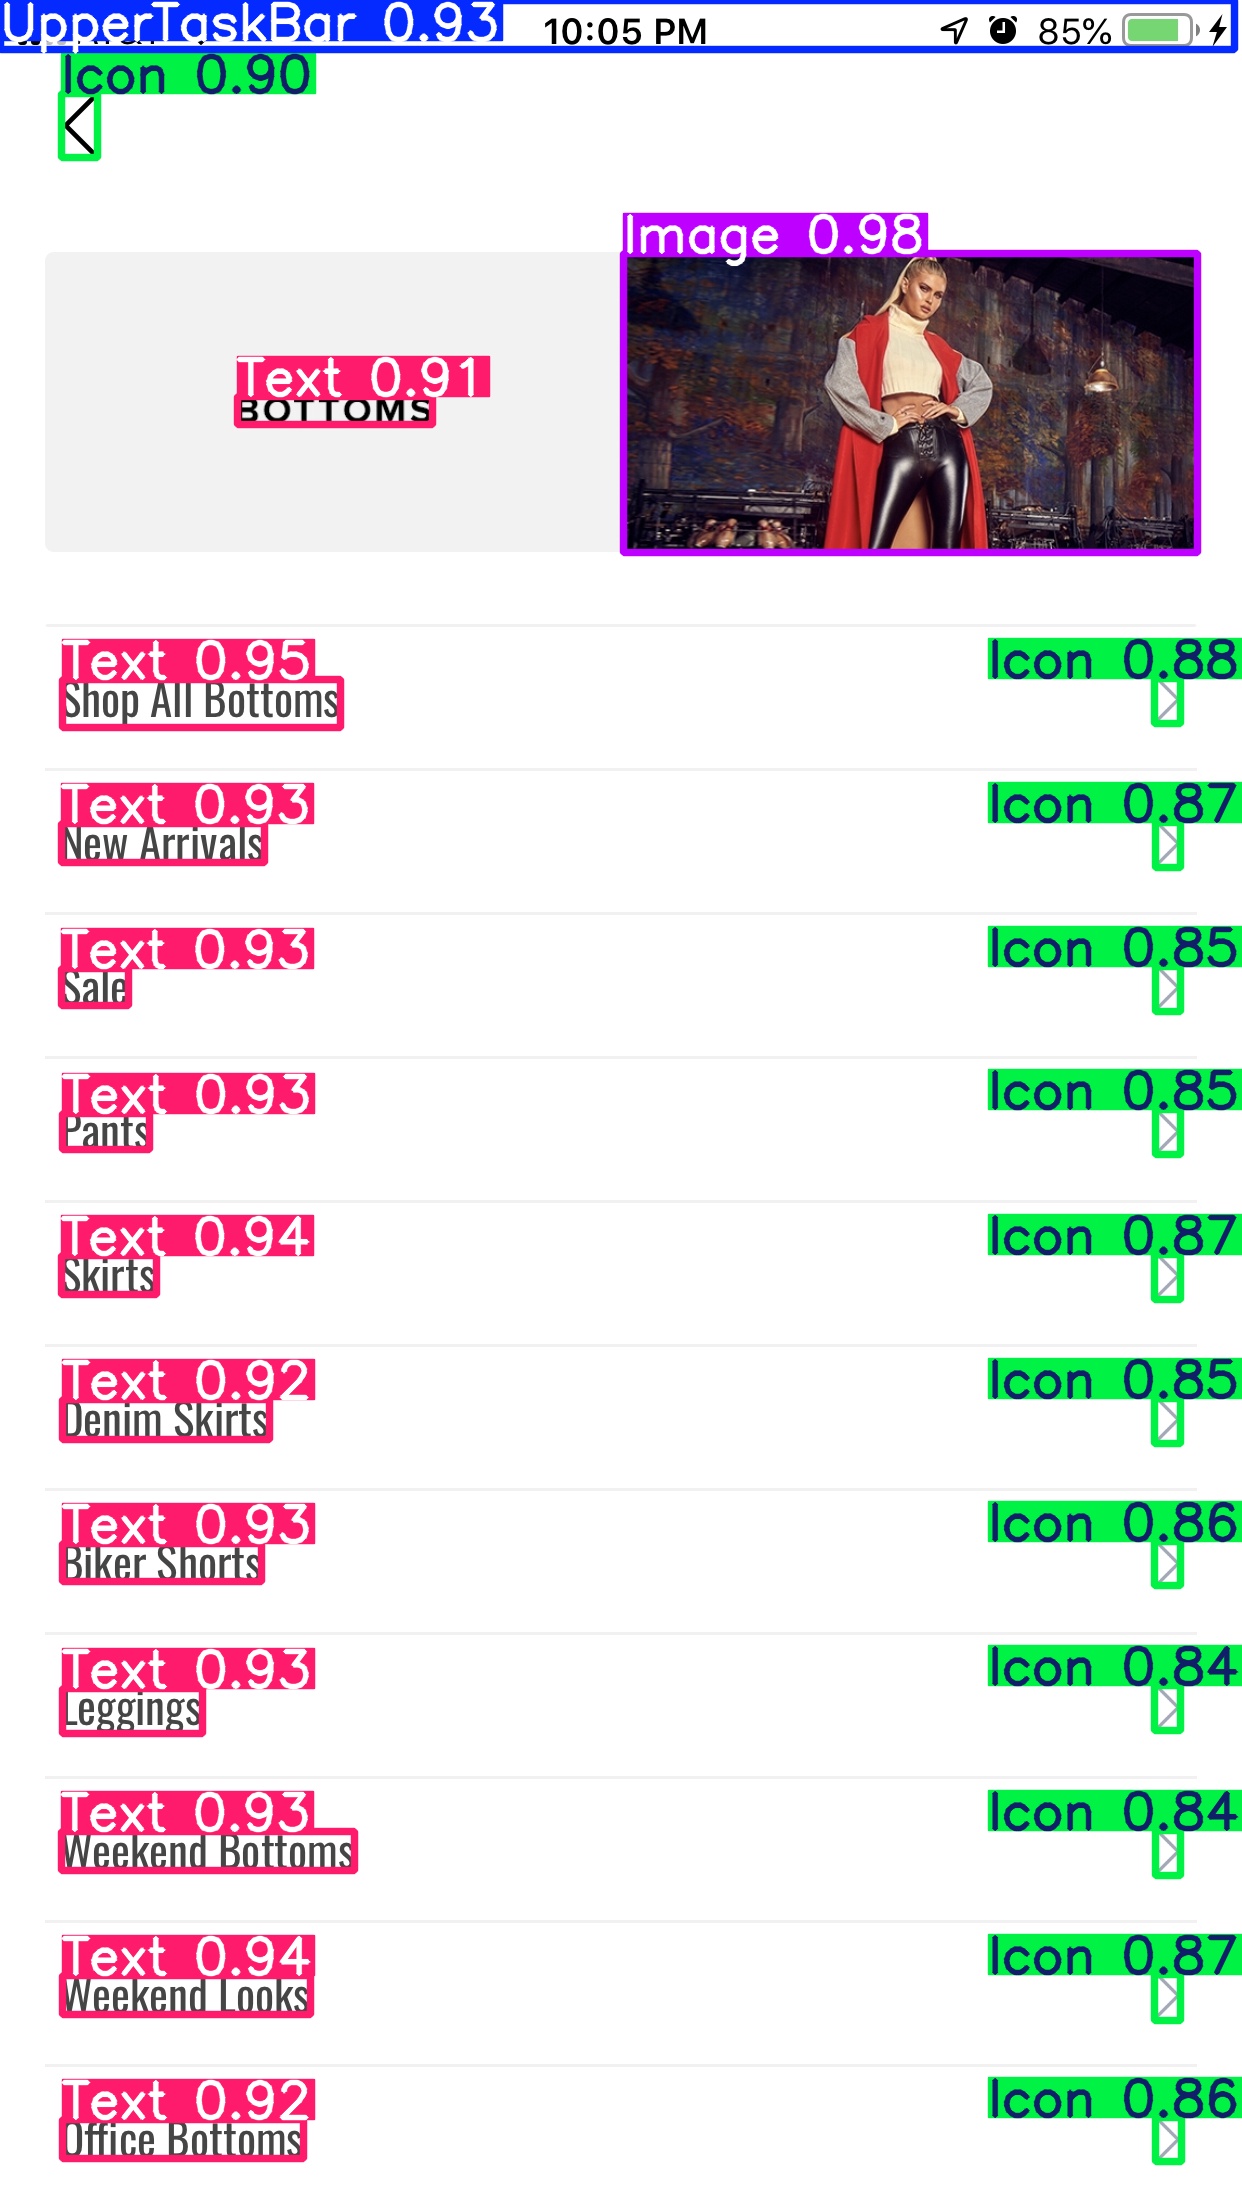 UpperTaskBar 0.93
10:05 PM
85%
Icon 0.90
Image 0.98
Text 0.91
BOTTOMS
Text 0.95
Icon 0.88
Shop All Bottoms
Text 0.93
Icon 0.87
New Arrivals
Text 0.93
Icon 0.85
Sale
Text 0.93
Icon 0.85
Pants
Text 0.94
Icon 0.87
Skirts
Text 0.92
Icon 0.85
Denim Skirts
Text 0.93
Icon 0.86
Biker Shorts
Text 0.93
Icon 0.84
Leggings
Text 0.93
Icon 0.84
Weekend Bottoms
Text 0.94
Icon 0.87
Weekend Looks
Text 0.92
Icon 0.86
Office Bottoms